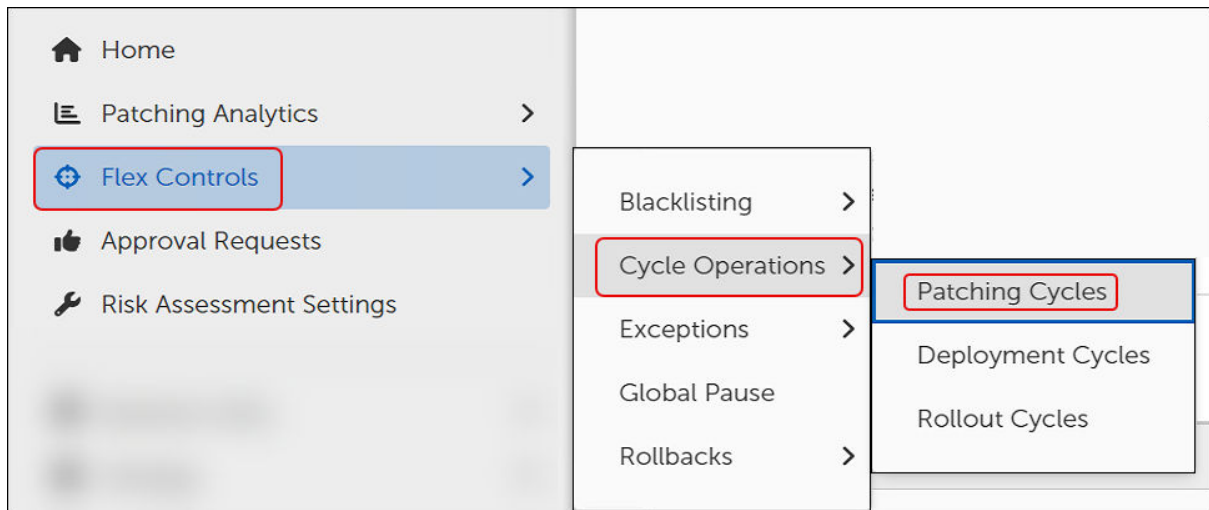 Home
Patching Analytics
Flex Controls
Approval Requests
Risk Assessment Settings
Blacklisting
Cycle Operations
Exceptions
Global Pause
Rollbacks
Patching Cycles
Deployment Cycles
Rollout Cycles